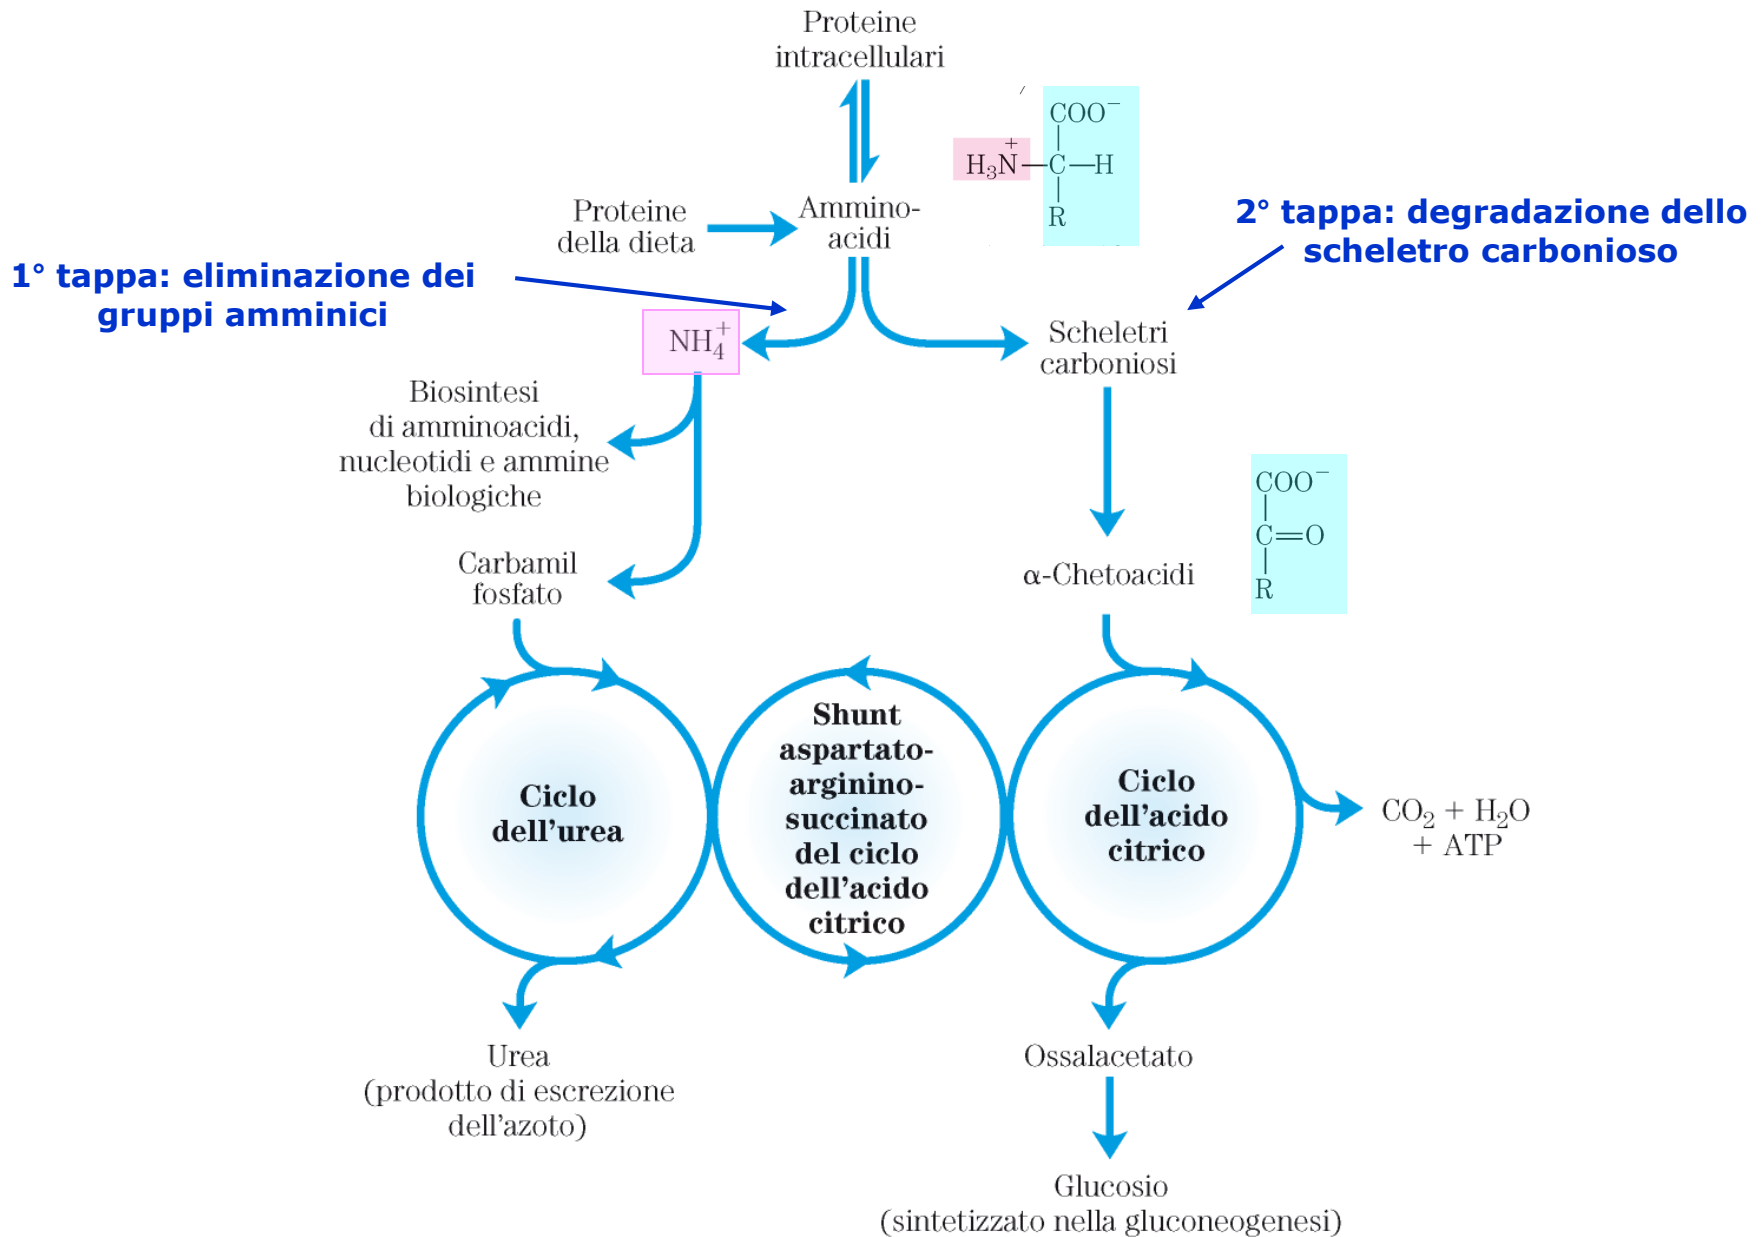 Proteine
intracellulari
COO−
H3N+—C—H
R
Proteine
della dieta
Ammino-
acidi
2° tappa: degradazione dello
scheletro carbonioso
1° tappa: eliminazione dei
gruppi amminici
NH4+
Scheletri
carboniosi
Biosintesi
di amminoacidi,
nucleotidi e ammine
biologiche
COO−
C=O
R
Carbamil
fosfato
α-Chetoacidi
Ciclo
dell'urea
Shunt
aspartato-
arginino-
succinato
del ciclo
dell'acido
citrico
Ciclo
dell'acido
citrico
CO2 + H2O
+ ATP
Urea
(prodotto di escrezione
dell'azoto)
Ossalacetato
Glucosio
(sintetizzato nella gluconeogenesi)